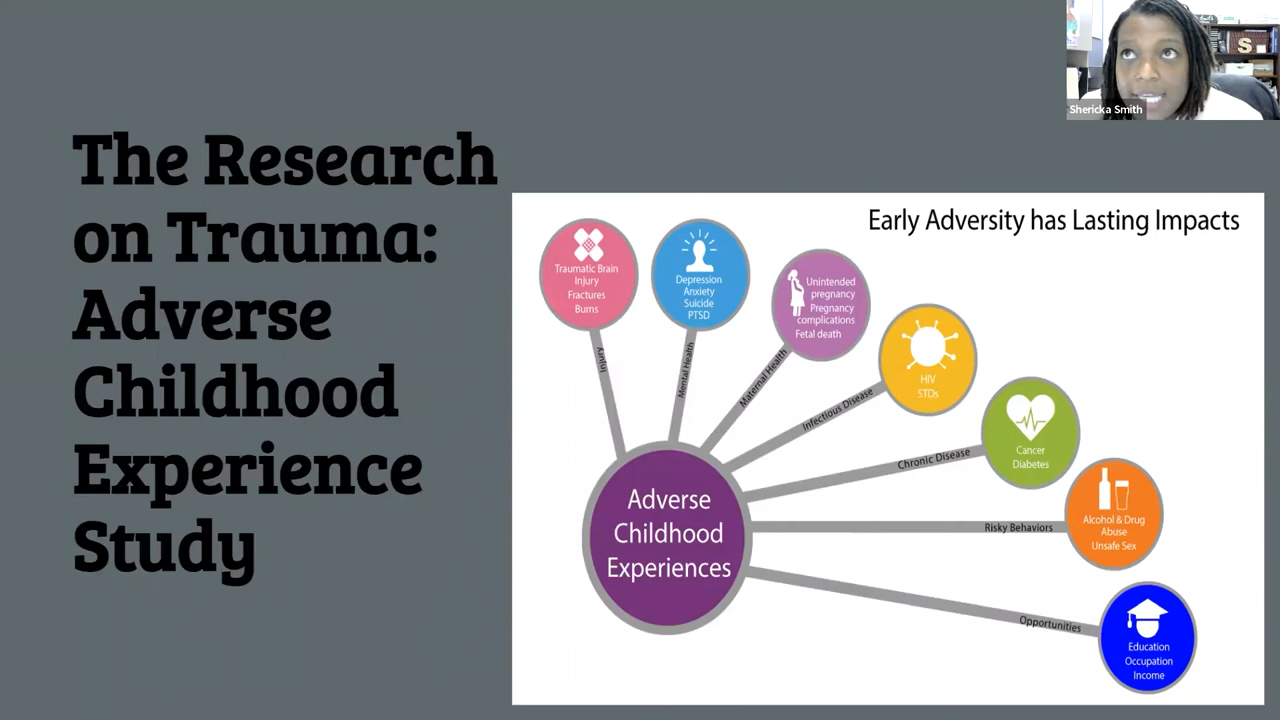 Shericka Smith
S
The Research
on Trauma:
Adverse
Childhood
Experience
Study
Early Adversity has Lasting Impacts
Traumatic Brain
Injury
Fractures
Burns
Depression
Anxiety
Suicide
PTSD
Unintended
pregnancy
Pregnancy
complications
Fetal death
HIV
STDs
Cancer
Diabetes
Alcohol & Drug
Abuse
Unsafe Sex
Education
Occupation
Income
Injury
Mental Health
Maternal Health
Infectious Disease
Chronic Disease
Risky Behaviors
Opportunities
Adverse
Childhood
Experiences